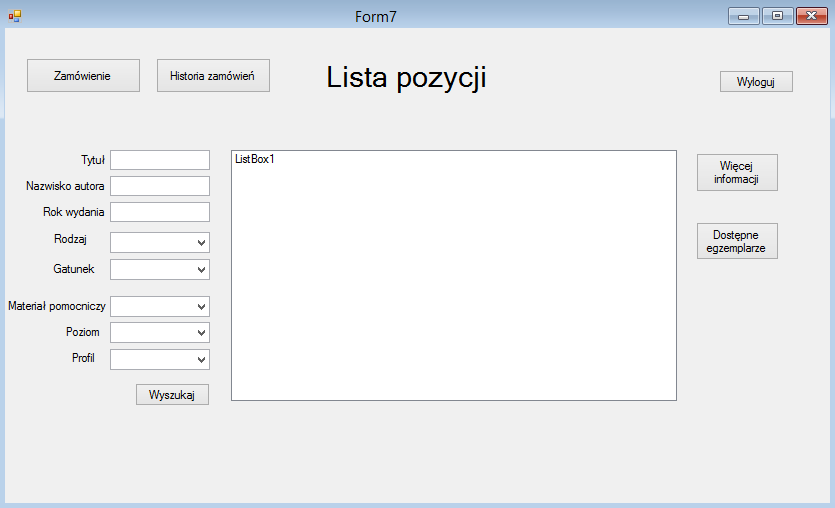 Form7
Zamówienie
Historia zamówień
Lista pozycji
Wyloguj
Tytuł
Nazwisko autora
Rok wydania
Rodzaj
Gatunek
Materiał pomocniczy
Poziom
Profil
Wyszukaj
ListBox1
Więcej
informacji
Dostępne
egzemplarze